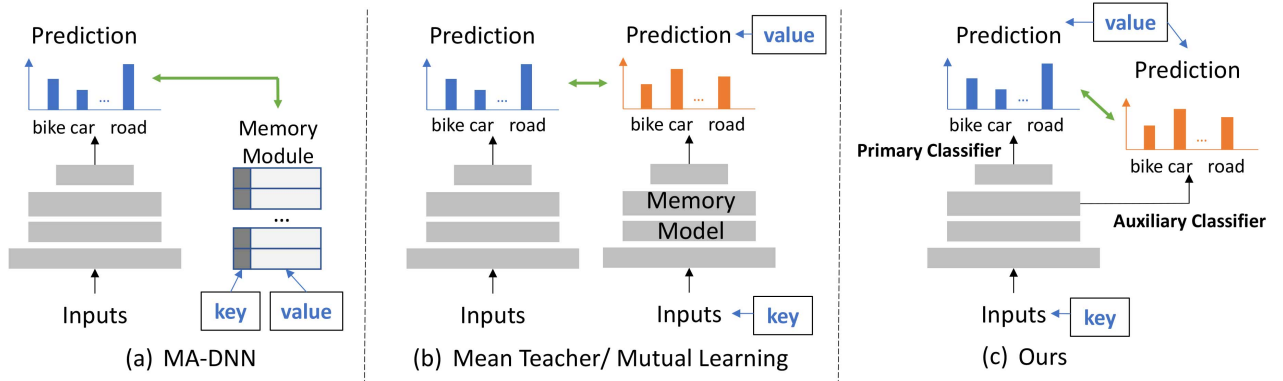 Prediction
bike car ... road
Memory
Module
...
key
value
Inputs
(a) MA-DNN
Prediction
value
Prediction
bike car ... road
bike car ... road
Memory
Model
Inputs
Inputs
key
(b) Mean Teacher/ Mutual Learning
value
Prediction
Prediction
bike car ... road
Primary Classifier
bike car ... road
Auxiliary Classifier
Inputs
key
(c) Ours